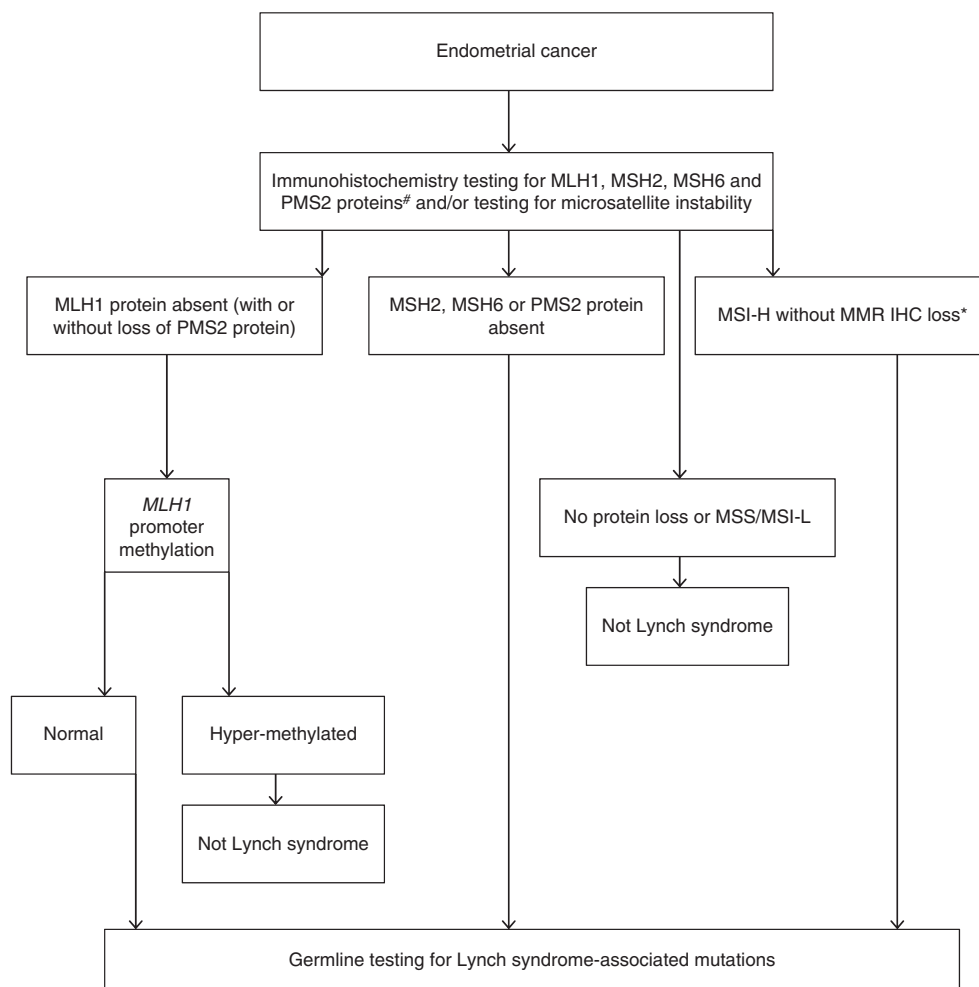 Endometrial cancer
Immunohistochemistry testing for MLH1, MSH2, MSH6 and
PMS2 proteins# and/or testing for microsatellite instability
MLH1 protein absent (with or
without loss of PMS2 protein)
MSH2, MSH6 or PMS2 protein
absent
MSI-H without MMR IHC loss*
MLH1
promoter
methylation
No protein loss or MSS/MSI-L
Not Lynch syndrome
Normal
Hyper-methylated
Not Lynch syndrome
Germline testing for Lynch syndrome-associated mutations